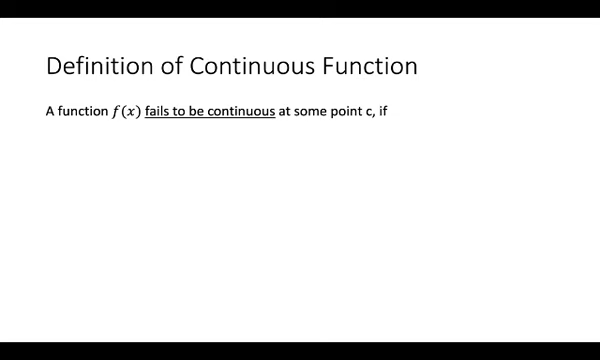 Definition of Continuous Function
A function f(x) fails to be continuous at some point c, if